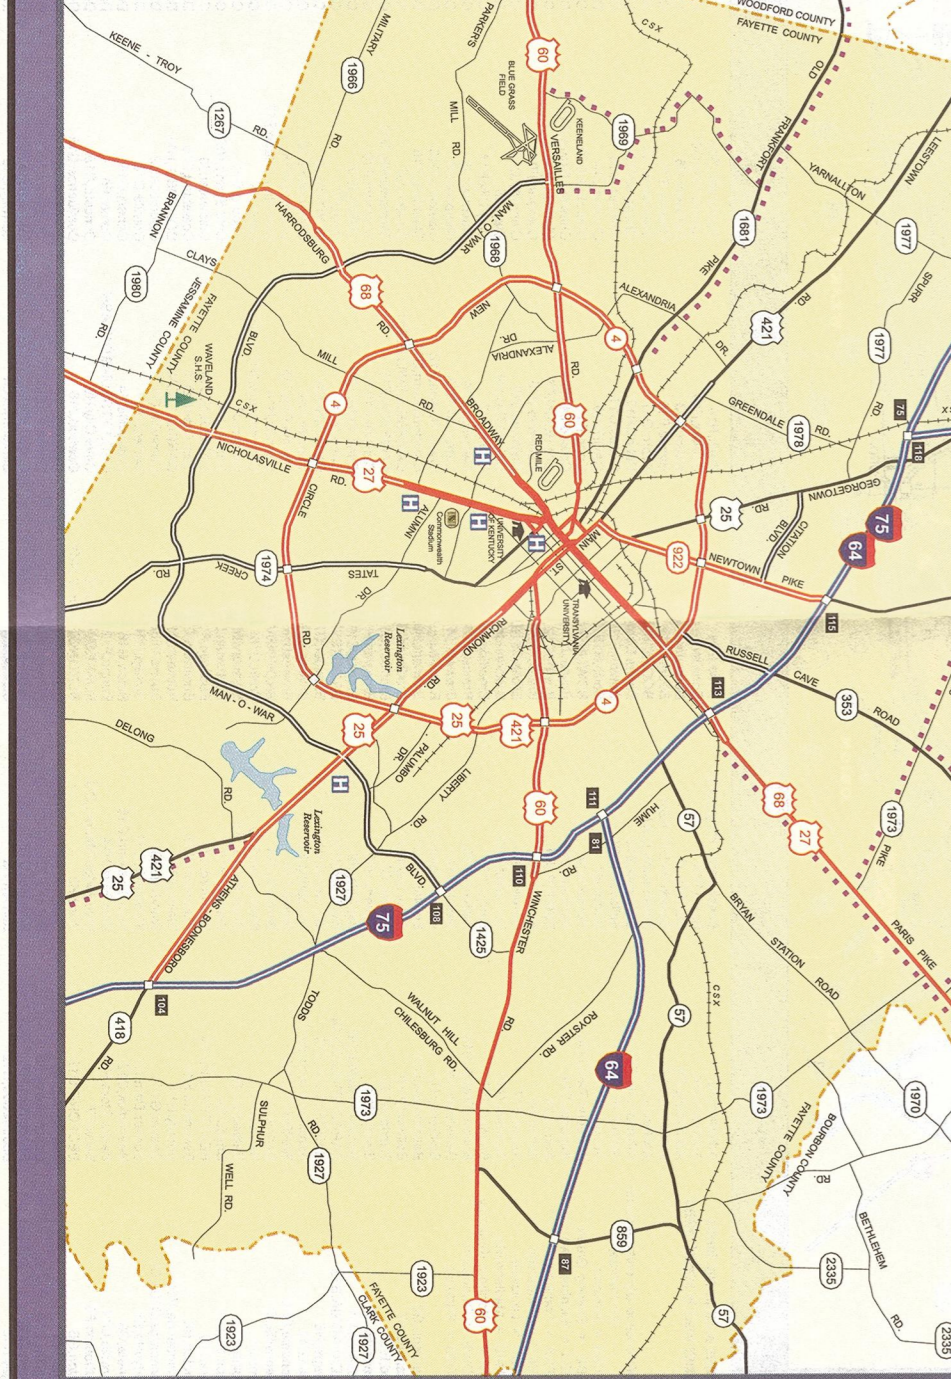 WOODFORD COUNTY
FAYETTE COUNTY
KEENE - TROY
1267
RD.
MILITARY
1966
RD.
PARKER'S
MILL
RD.
60
BLUE GRASS
FIELD
KEENELAND
VERSAILLES
1969
CSX
OLD
FRANKFORT
1681
PIKE
YARNALLTON
LEESTOWN
1977
SPURR
1977
RD.
421
RD.
HARRODSBURG
68
RD.
BRANNON
1980
RD.
CLAYS
MILL
RD.
FAYETTE COUNTY
JESSAMINE COUNTY
WAVELAND
S.H.S.
CSX
BLVD.
MAN-O/WAR
1968
NEW
ALEXANDRIA
DR.
ALEXANDRIA
DR.
4
4
RD.
60
GREENDALE
RD.
1978
75
118
GEORGETOWN
RD.
25
CITATION
BLVD.
75
64
NEWTOWN
PIKE
922
115
BROADWAY
RED MILE
H
H
H
H
NICHOLASVILLE
RD.
27
ALUMNI
DR.
Commonwealth
Stadium
UNIVERSITY
OF KENTUCKY
MAIN
ST.
TRANSYLVANIA
UNIVERSITY
CIRCLE
RD.
1974
TATES
CREEK
RD.
RUSSELL
CAVE
353
ROAD
113
RICHMOND
RD.
Lexington
Reservoir
MAN-O-WAR
25
25
421
4
PALUMBO
DR.
LIBERTY
RD.
DELONG
RD.
H
Lexington
Reservoir
60
111
81
HUME
RD.
57
68
27
1973
PIKE
PARIS PIKE
421
25
ATHENS-BOONESBORO
RD.
1927
BLVD.
108
110
WINCHESTER
RD.
1425
75
104
418
TODDS
RD.
1927
WALNUT HILL
CHILESBURG RD.
ROYSTER RD.
CSX
57
BRYAN
STATION
ROAD
64
1973
1973
1970
FAYETTE COUNTY
BOURBON COUNTY
RD.
BETHLEHEM
RD.
2335
2335
SULPHUR
WELL RD.
87
859
57
1923
60
1923
1927
FAYETTE COUNTY
CLARK COUNTY